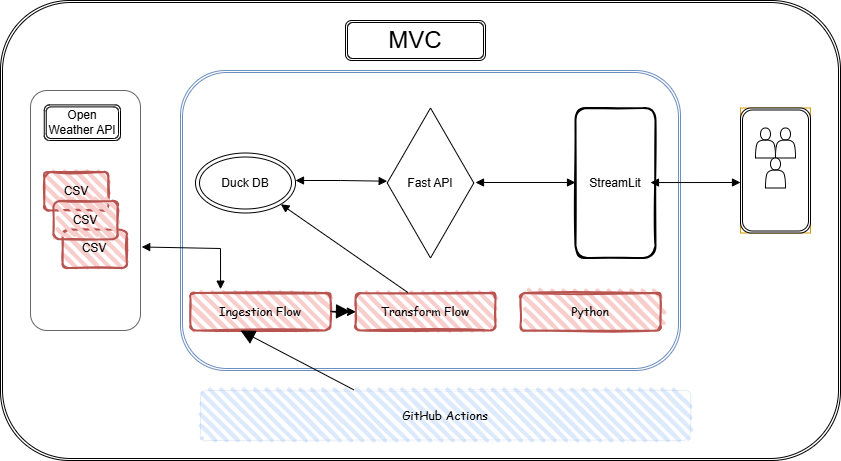 MVC
Open
Weather API
CSV
CSV
CSV
Duck DB
Fast API
StreamLit
Ingestion Flow
Transform Flow
Python
GitHub Actions